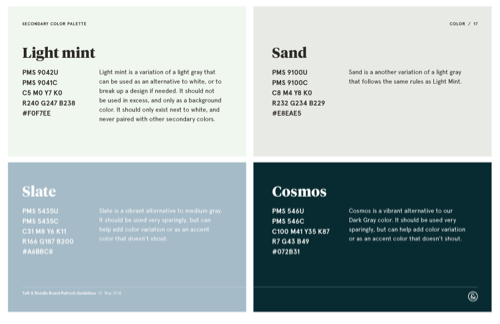 SECONDARY COLOR PALETTE
COLOR / 17
Light mint
PMS 9042U
PMS 9041C
C5 M0 Y7 K0
R240 G247 B238
#F0F7EE
Light mint is a variation of a light gray that
can be used as an alternative to white, or to
break up a design if needed. It should not
be used in excess, and only as a background
color. It should only exist next to white, and
never paired with other secondary colors.
Sand
PMS 9100U
PMS 9100C
C8 M4 Y8 K0
R232 G234 B229
#E8EAE5
Sand is a another variation of a light gray
that follows the same rules as Light Mint.
Slate
PMS 5435U
PMS 5435C
C31 M8 Y6 K11
R166 G187 B200
#A6BBC8
Slate is a vibrant alternative to medium gray.
It should be used very sparingly, but can
help add color variation or as an accent
color that doesn't shout.
Cosmos
PMS 546U
PMS 546C
C100 M41 Y35 K87
R7 G43 B49
#072B31
Cosmos is a vibrant alternative to our
Dark Gray color. It should be used very
sparingly, but can help add color variation
or as an accent color that doesn't shout.